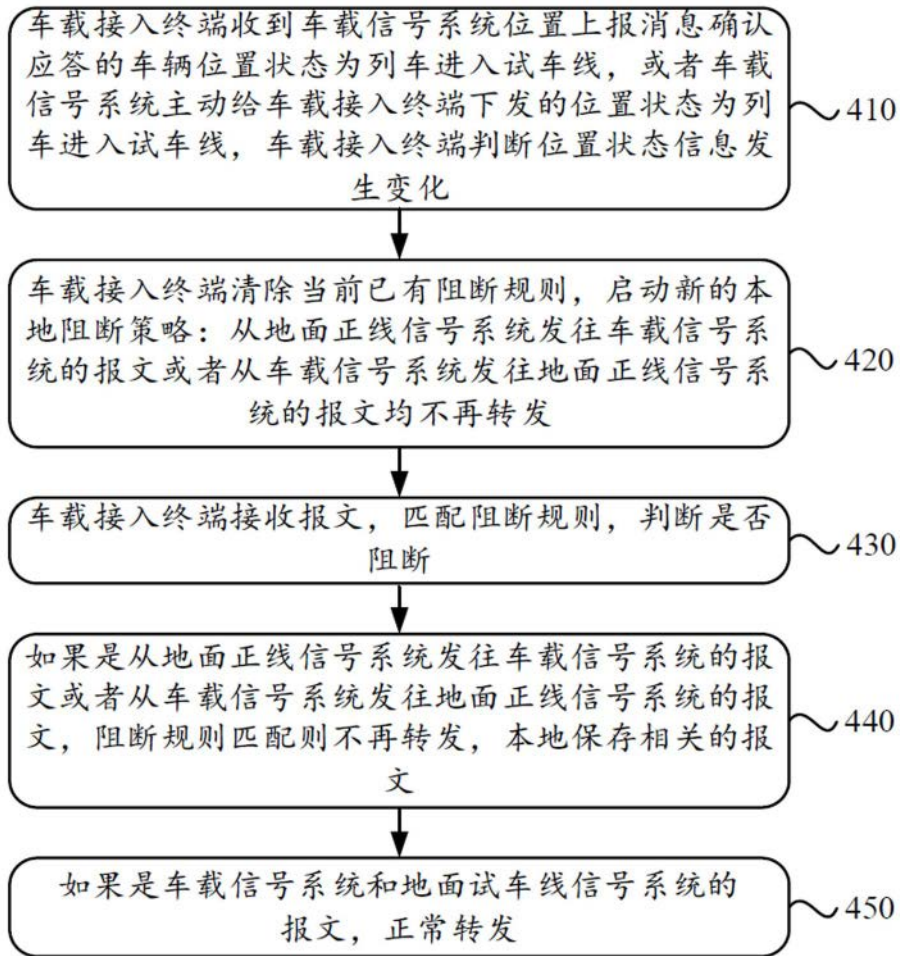 车载接入终端收到车载信号系统位置上报消息确认
应答的车辆位置状态为列车进入试车线，或者车载
信号系统主动给车载接入终端下发的位置状态为列
车进入试车线，车载接入终端判断位置状态信息发
生变化
410
车载接入终端清除当前已有阻断规则，启动新的本
地阻断策略：从地面正线信号系统发往车载信号系
统的报文或者从车载信号系统发往地面正线信号系
统的报文均不再转发
420
车载接入终端接收报文，匹配阻断规则，判断是否
阻断
430
如果是从地面正线信号系统发往车载信号系统的报
文或者从车载信号系统发往地面正线信号系统的报
文，阻断规则匹配则不再转发，本地保存相关的报
文
440
如果是车载信号系统和地面试车线信号系统的
报文，正常转发
450